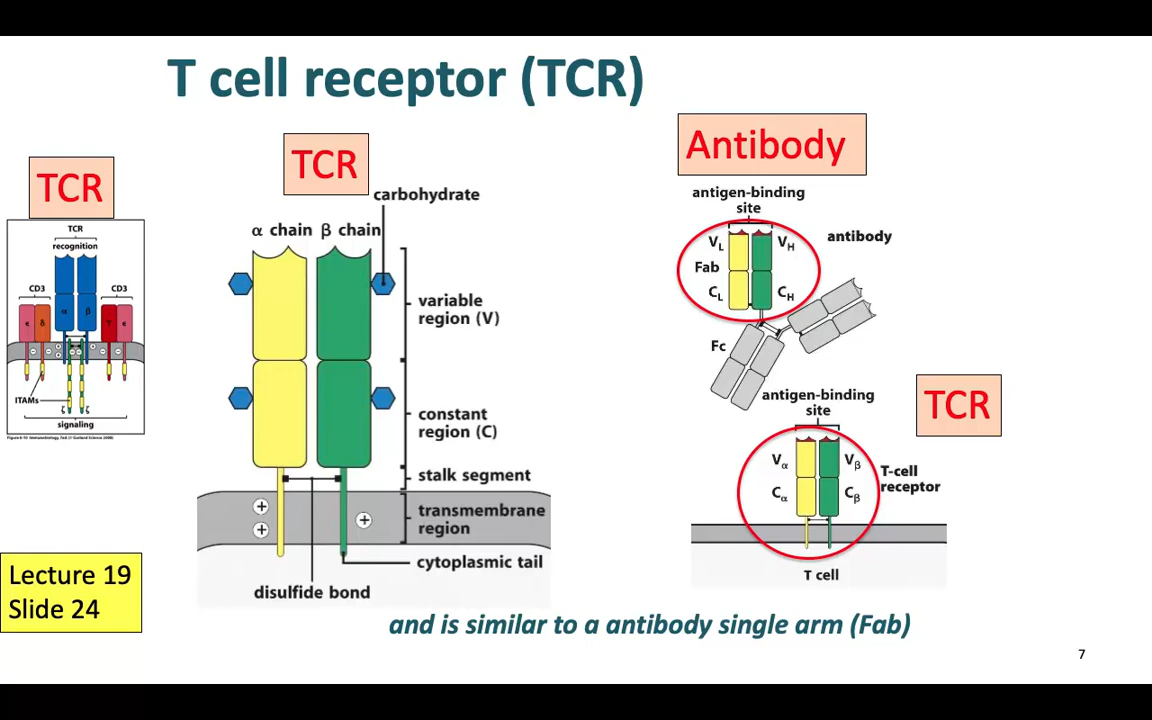 T cell receptor (TCR)
TCR
TCR
recognition
CD3
CD3
ε
δ
α
β
γ
ε
ITAMs
ζ
ζ
signaling
TCR
carbohydrate
α chain
β chain
variable
region (V)
constant
region (C)
stalk segment
transmembrane
region
cytoplasmic tail
disulfide bond
+
+
+
Antibody
antigen-binding
site
antibody
VL
VH
Fab
CL
CH
Fc
TCR
antigen-binding
site
Vα
Vβ
T-cell
receptor
Cα
Cβ
T cell
Lecture 19
Slide 24
and is similar to a antibody single arm (Fab)
7